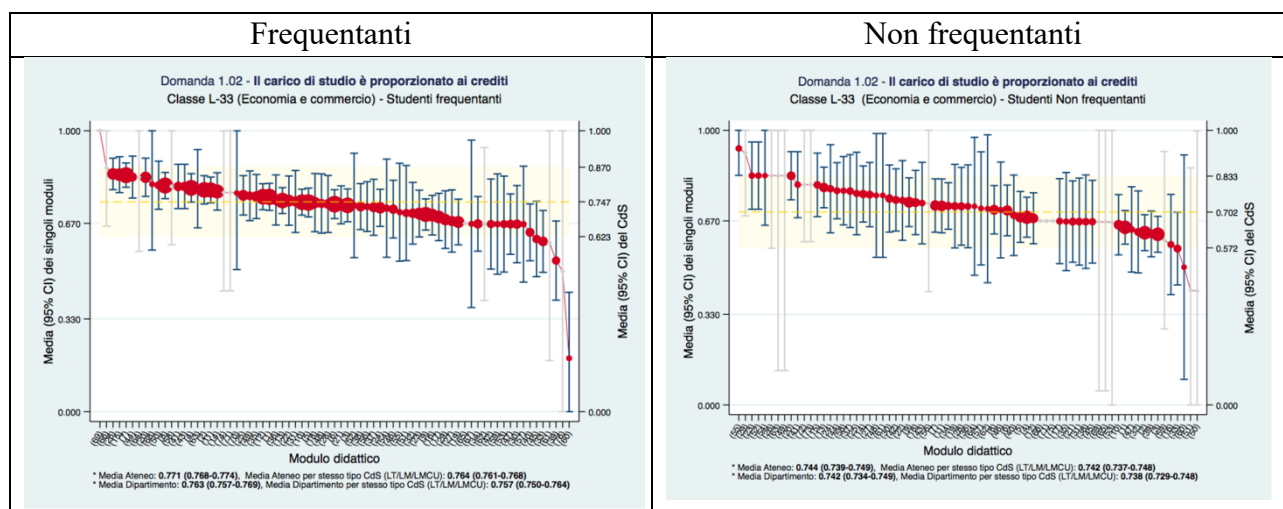 Frequentanti
Domanda 1.02 - Il carico di studio è proporzionato ai crediti
Classe L-33 (Economia e commercio) - Studenti frequentanti
Media (95% CI) dei singoli moduli
1.000
0.670
0.330
0.000
1.000
0.870
0.747
0.623
0.000
Media (95% CI) del CdS
Modulo didattico
* Media Ateneo: 0.771 (0.768-0.774), Media Ateneo per stesso tipo CdS (LT/LM/LMCU): 0.764 (0.761-0.768)
* Media Dipartimento: 0.763 (0.757-0.769), Media Dipartimento per stesso tipo CdS (LT/LM/LMCU): 0.757 (0.750-0.764)
Non frequentanti
Domanda 1.02 - Il carico di studio è proporzionato ai crediti
Classe L-33 (Economia e commercio) - Studenti Non frequentanti
Media (95% CI) dei singoli moduli
1.000
0.670
0.330
0.000
1.000
0.833
0.702
0.572
0.000
Media (95% CI) del CdS
Modulo didattico
* Media Ateneo: 0.744 (0.739-0.749), Media Ateneo per stesso tipo CdS (LT/LM/LMCU): 0.742 (0.737-0.748)
* Media Dipartimento: 0.742 (0.734-0.749), Media Dipartimento per stesso tipo CdS (LT/LM/LMCU): 0.738 (0.729-0.748)